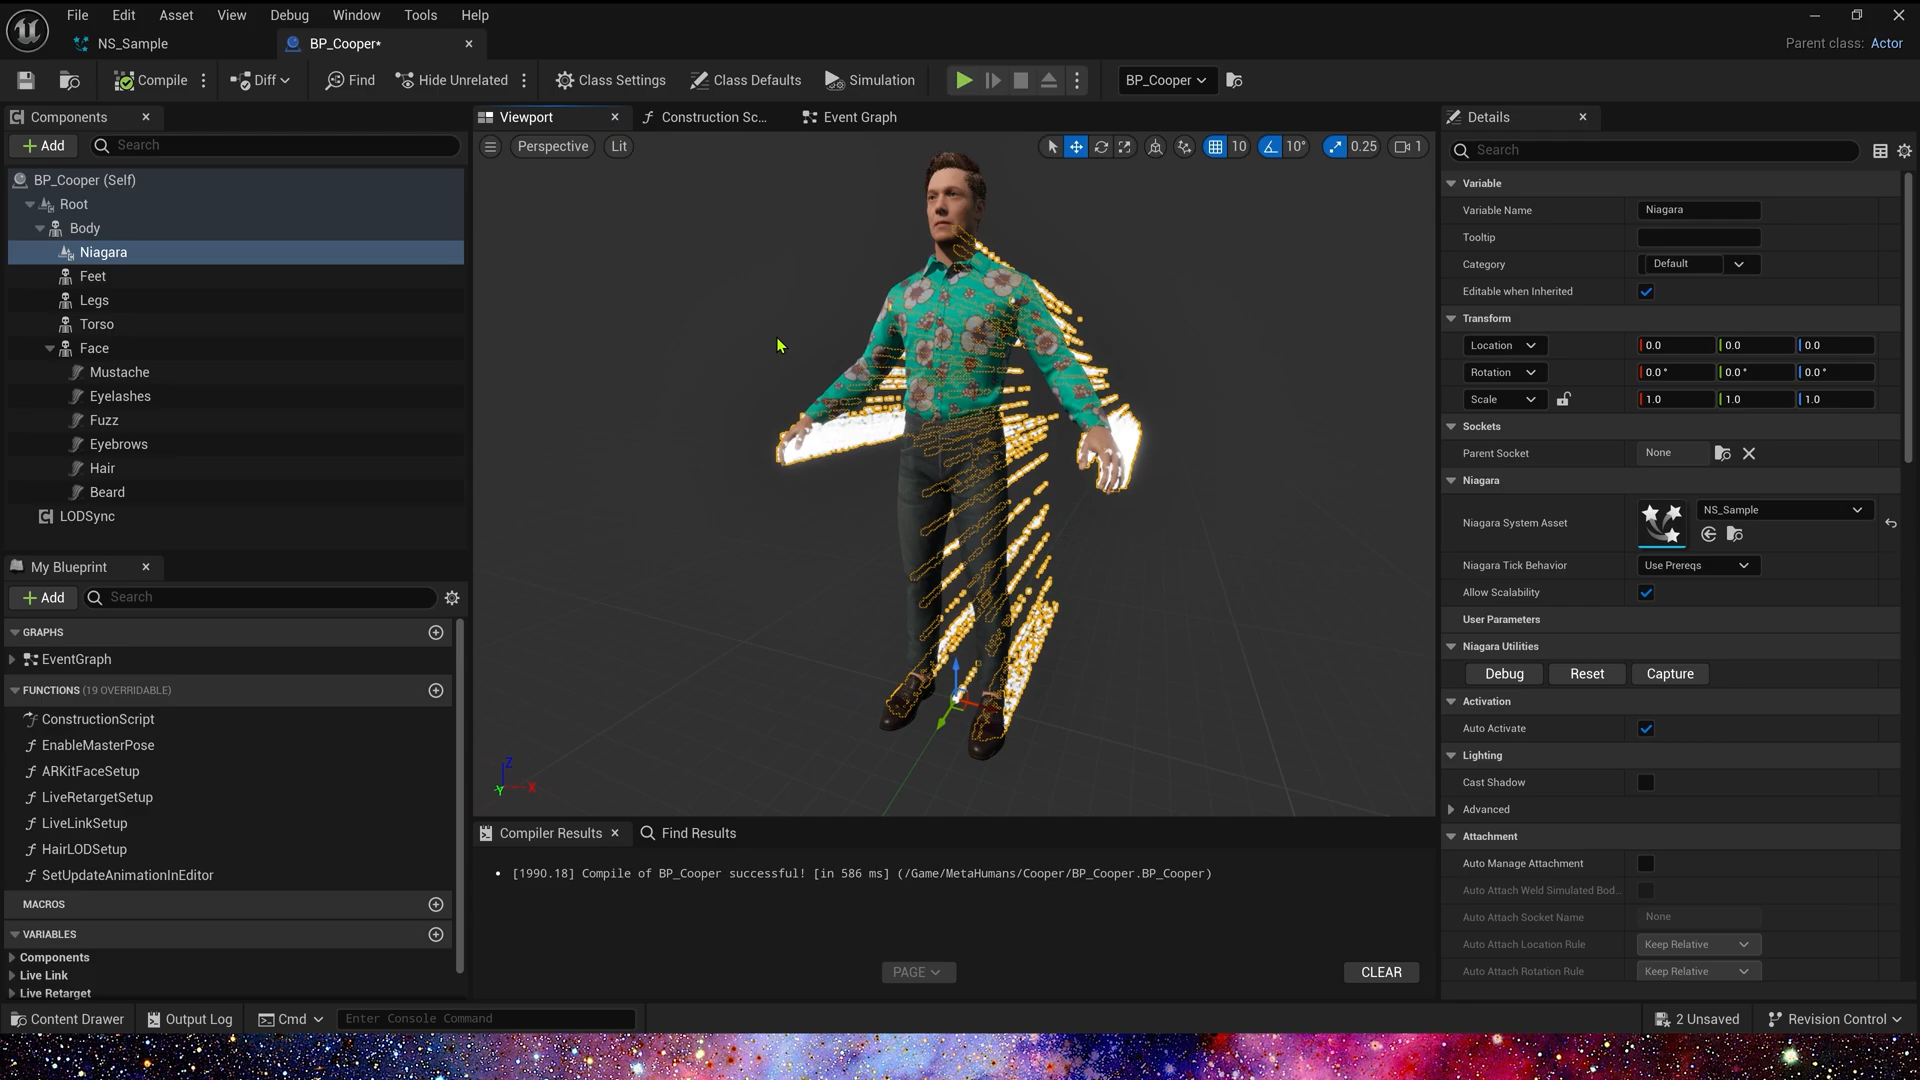 File Edit Asset View Debug Window Tools Help
NS_Sample
BP_Cooper*
Parent class: Actor
Compile
Diff
Find
Hide Unrelated
Class Settings
Class Defaults
Simulation
BP_Cooper
Components
Add
Search
BP_Cooper (Self)
Root
Body
Niagara
Feet
Legs
Torso
Face
Mustache
Eyelashes
Fuzz
Eyebrows
Hair
Beard
LODSync
My Blueprint
Add
Search
GRAPHS
EventGraph
FUNCTIONS (19 OVERRIDABLE)
ConstructionScript
EnableMasterPose
ARKitFaceSetup
LiveRetargetSetup
LiveLinkSetup
HairLODSetup
SetUpdateAnimationInEditor
MACROS
VARIABLES
Components
Live Link
Live Retarget
Viewport
Construction Sc...
Event Graph
Perspective
Lit
10
10°
0.25
1
Z
X
Y
Compiler Results
Find Results
[1990.18] Compile of BP_Cooper successful! [in 586 ms] (/Game/MetaHumans/Cooper/BP_Cooper.BP_Cooper)
PAGE
CLEAR
Details
Search
Variable
Variable Name Niagara
Tooltip
Category Default
Editable when Inherited
Transform
Location 0.0 0.0 0.0
Rotation 0.0 ° 0.0 ° 0.0 °
Scale 1.0 1.0 1.0
Sockets
Parent Socket None
Niagara
Niagara System Asset NS_Sample
Niagara Tick Behavior Use Prereqs
Allow Scalability
User Parameters
Niagara Utilities
Debug Reset Capture
Activation
Auto Activate
Lighting
Cast Shadow
Advanced
Attachment
Auto Manage Attachment
Auto Attach Weld Simulated Bod...
Auto Attach Socket Name None
Auto Attach Location Rule Keep Relative
Auto Attach Rotation Rule Keep Relative
Content Drawer
Output Log
Cmd
Enter Console Command
2 Unsaved
Revision Control